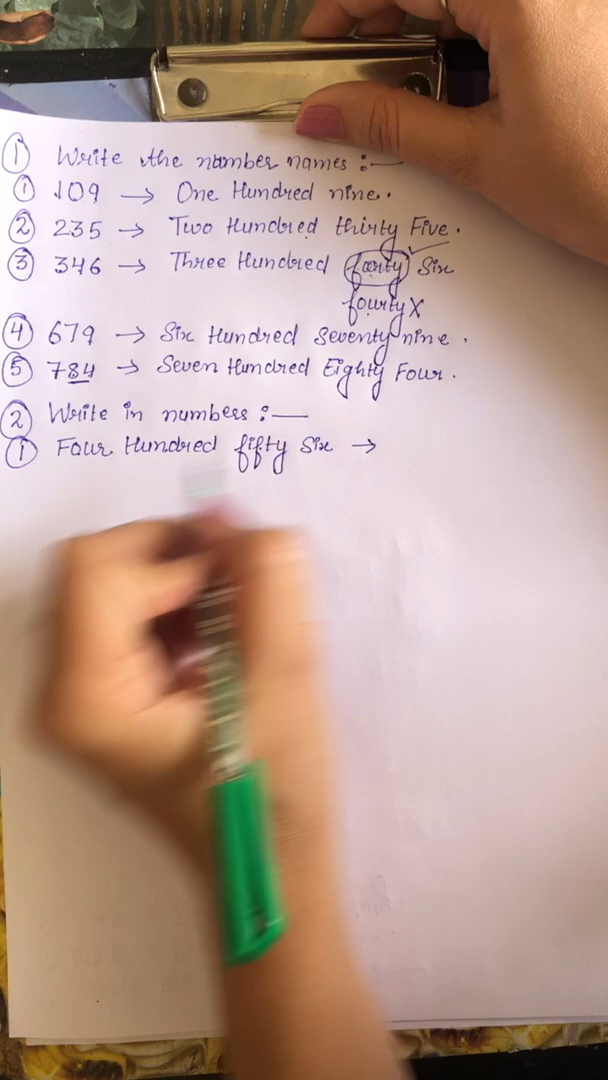 ① Write the number names :—
① 109 → One Hundred nine.
② 235 → Two Hundred thirty Five.
③ 346 → Three Hundred forty ✓ Six
fourty X
④ 679 → Six Hundred Seventy nine.
⑤ 784 → Seven Hundred Eighty Four.
② Write in numbers :—
① Four Hundred fifty Six →